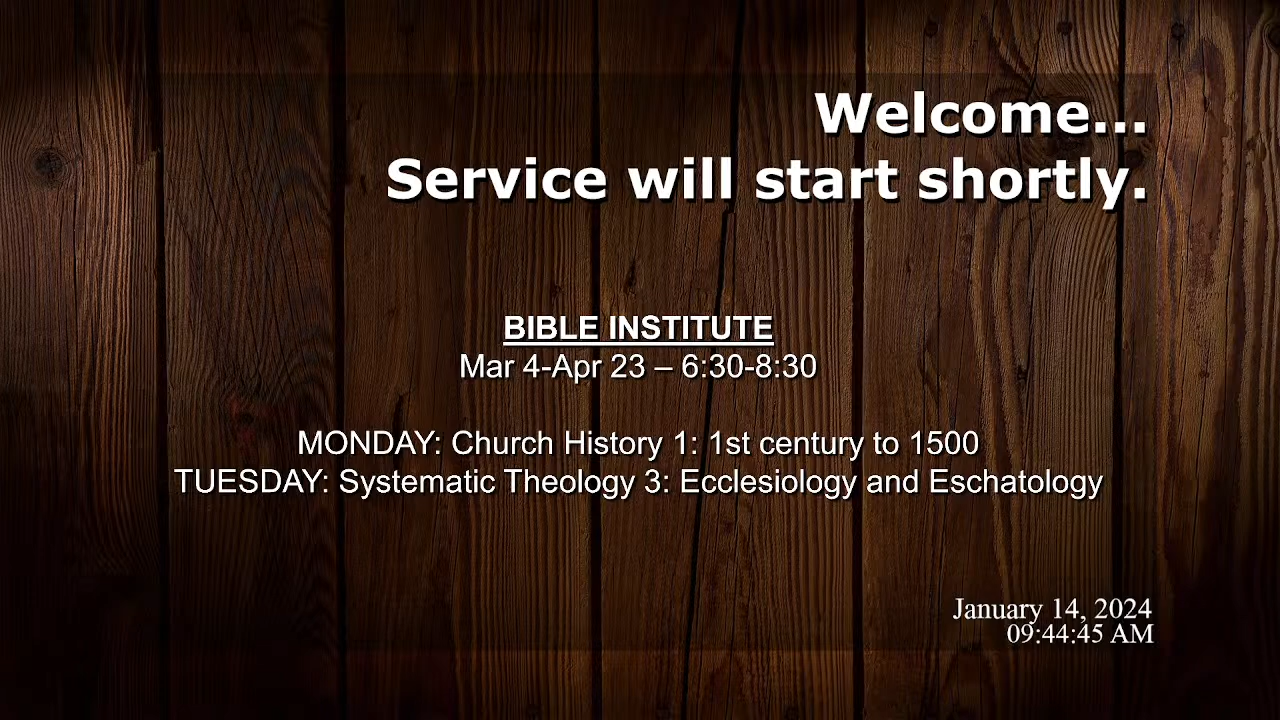 Welcome...
Service will start shortly.
BIBLE INSTITUTE
Mar 4-Apr 23 – 6:30-8:30
MONDAY: Church History 1: 1st century to 1500
TUESDAY: Systematic Theology 3: Ecclesiology and Eschatology
January 14, 2024
09:44:45 AM